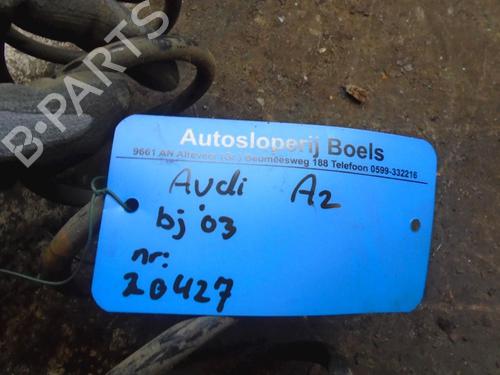 B-PARTS
Autosloperij Boels
9661 AN Alteveer (Gr.) Beumeesweg 188 Telefoon 0599-332216
Audi A2
bj '03
nr:
20427